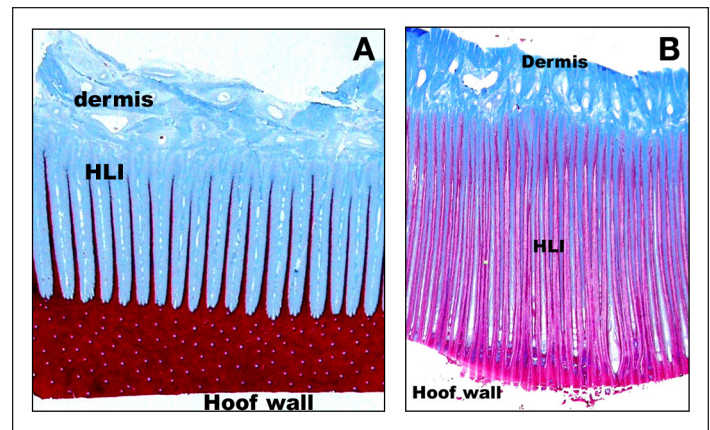 A
dermis
HLI
Hoof wall
B
Dermis
HLI
Hoof wall